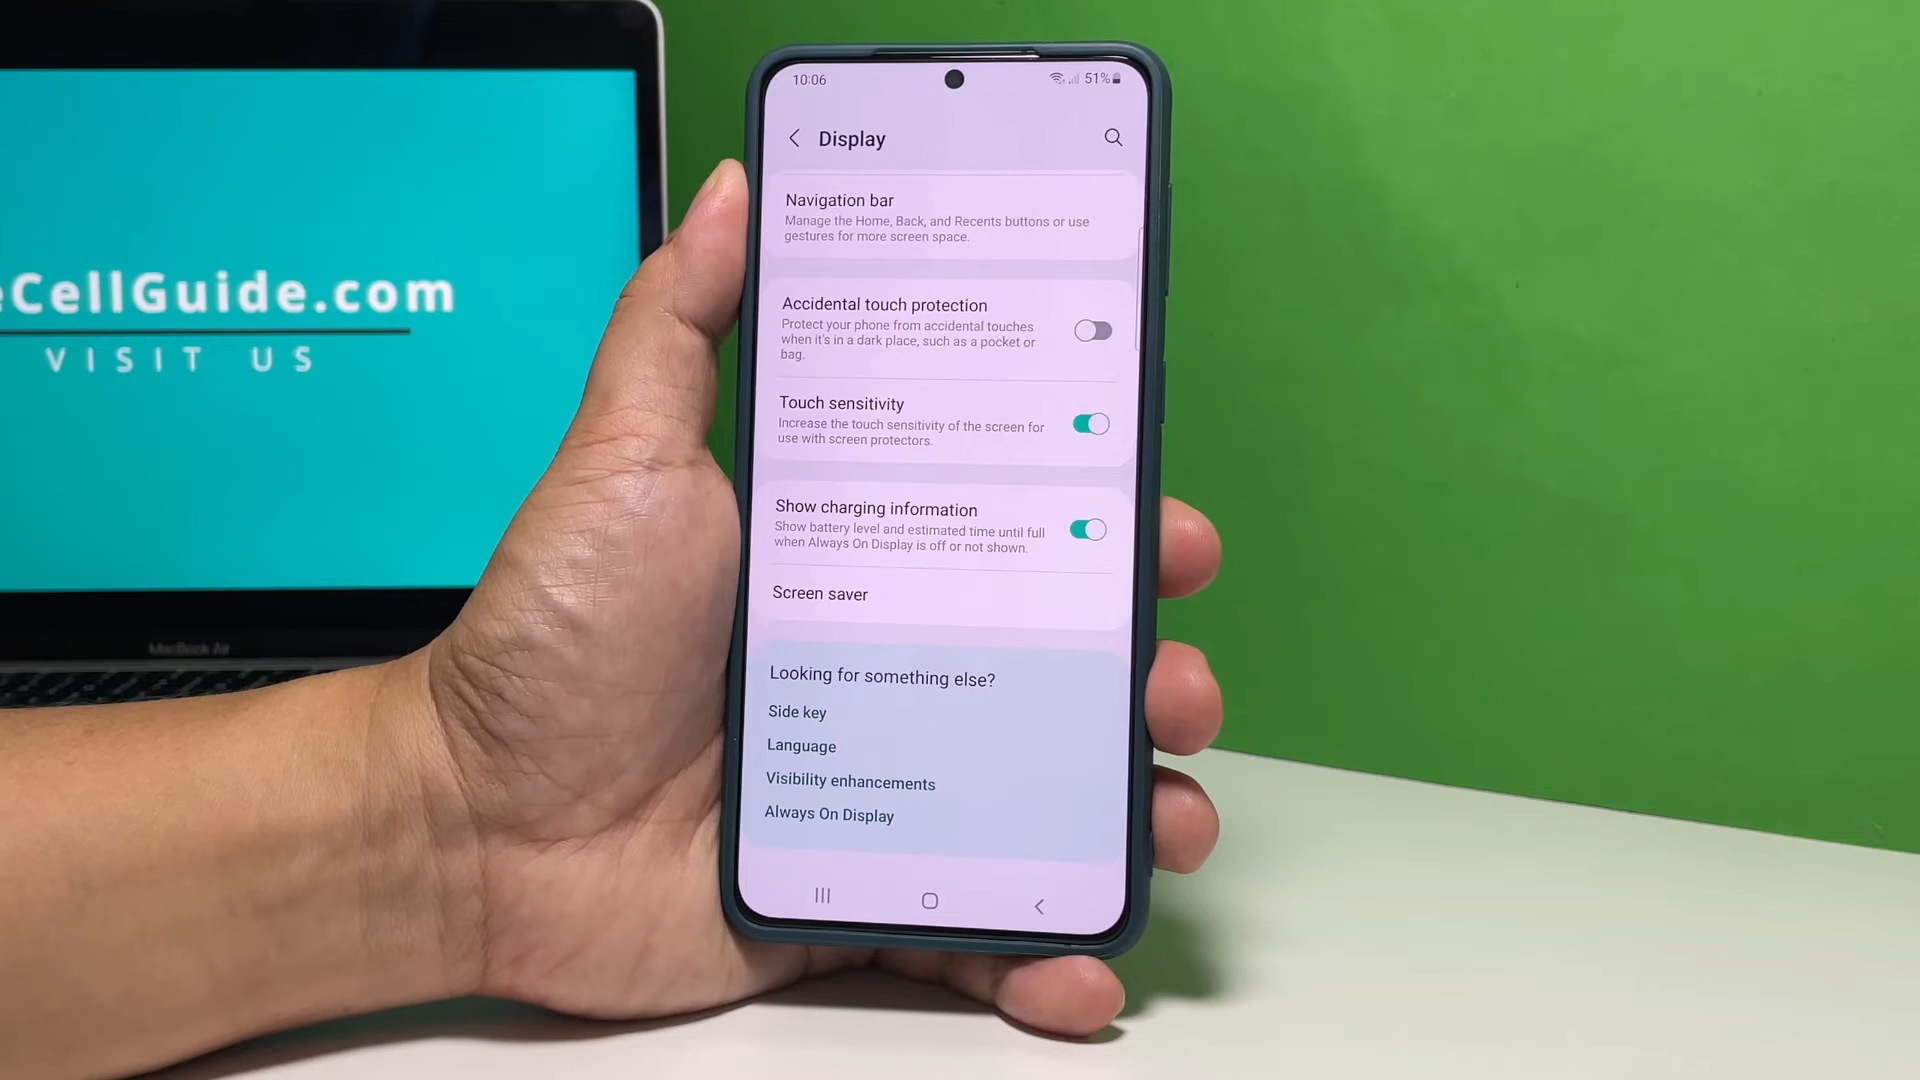 eCellGuide.com
VISIT US
MacBook Air
10:06
51%
Display
Navigation bar
Manage the Home, Back, and Recents buttons or use
gestures for more screen space.
Accidental touch protection
Protect your phone from accidental touches
when it's in a dark place, such as a pocket or
bag.
Touch sensitivity
Increase the touch sensitivity of the screen for
use with screen protectors.
Show charging information
Show battery level and estimated time until full
when Always On Display is off or not shown.
Screen saver
Looking for something else?
Side key
Language
Visibility enhancements
Always On Display